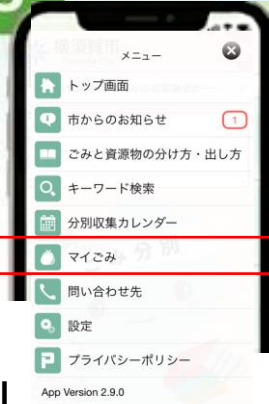 メニュー
トップ画面
市からのお知らせ 1
ごみと資源物の分け方・出し方
キーワード検索
分別収集カレンダー
マイごみ
問い合わせ先
設定
プライバシーポリシー
App Version 2.9.0